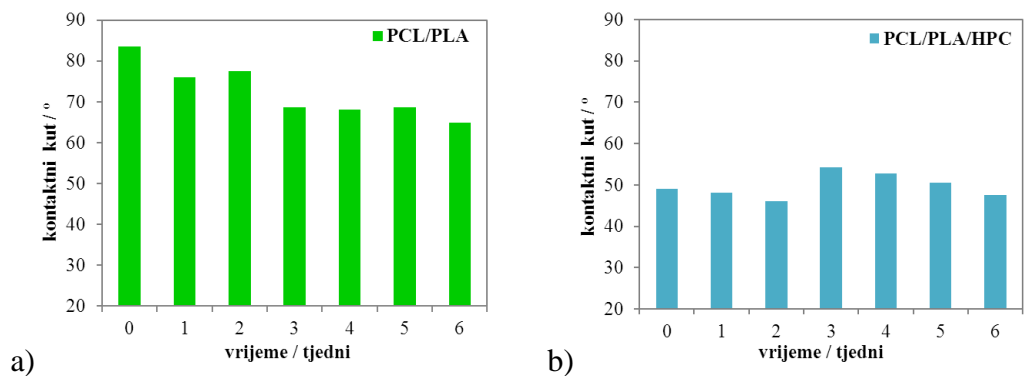 PCL/PLA
90
80
70
60
50
40
30
20
kontaktni kut / º
0 1 2 3 4 5 6
vrijeme / tjedni
a)
PCL/PLA/HPC
90
80
70
60
50
40
30
20
kontaktni kut / º
0 1 2 3 4 5 6
vrijeme / tjedni
b)